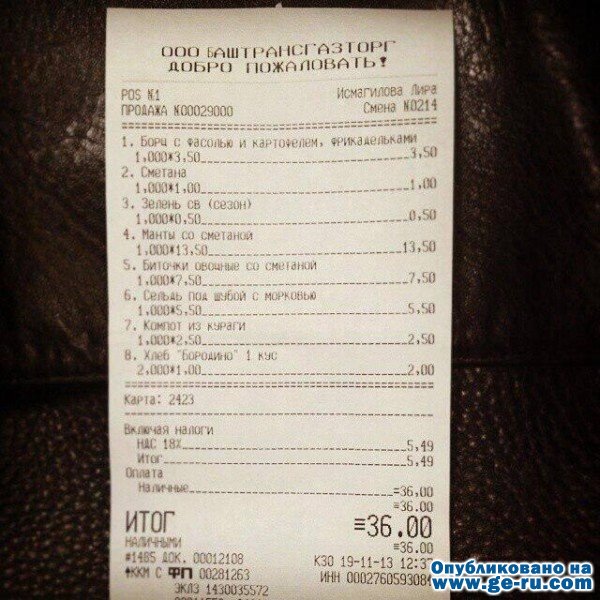 ООО БАШТРАНСГАЗТОРГ
ДОБРО ПОЖАЛОВАТЬ!
POS N1 Исмагилова Лира
ПРОДАЖА N00029000 Смена N0214
1. Борщ с фасолью и картофелем, фрикадельками
1,000*3,50 3,50
2. Сметана
1,000*1,00 1,00
3. Зелень св (сезон)
1,000*0,50 0,50
4. Манты со сметаной
1,000*13,50 13,50
5. Биточки овощные со сметаной
1,000*7,50 7,50
6. Сельдь под шубой с морковью
1,000*5,50 5,50
7. Компот из кураги
1,000*2,50 2,50
8. Хлеб "Бородино" 1 кус
2,000*1,00 2,00
Карта: 2423
Включая налоги
НДС 18% 5,49
Итог 5,49
Оплата
Наличные =36,00
≡36.00
ИТОГ ≡36.00
НАЛИЧНЫМИ ≡36.00
#1485 ДОК. 00012108 КЗО 19-11-13 12:37
ККМ С ФП 00281263 ИНН 000276059308
ЭКЛЗ 1430035572
Опубликовано на
www.ge-ru.com